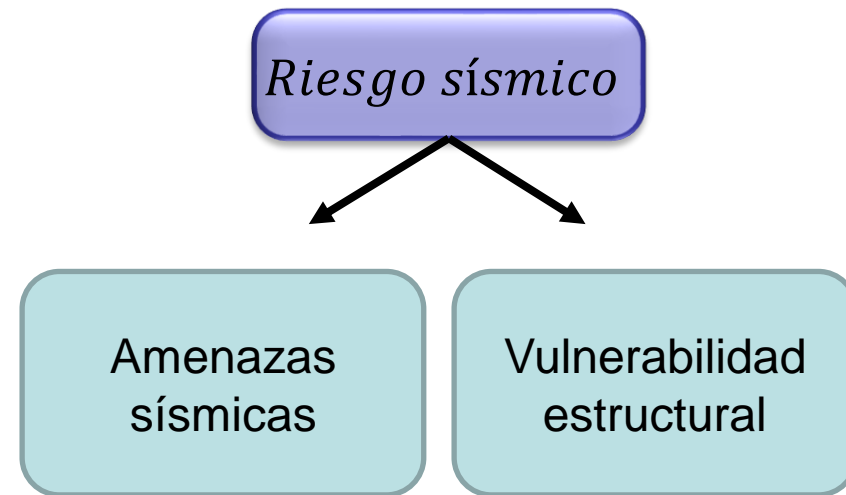 Riesgo sísmico
Amenazas
sísmicas
Vulnerabilidad
estructural